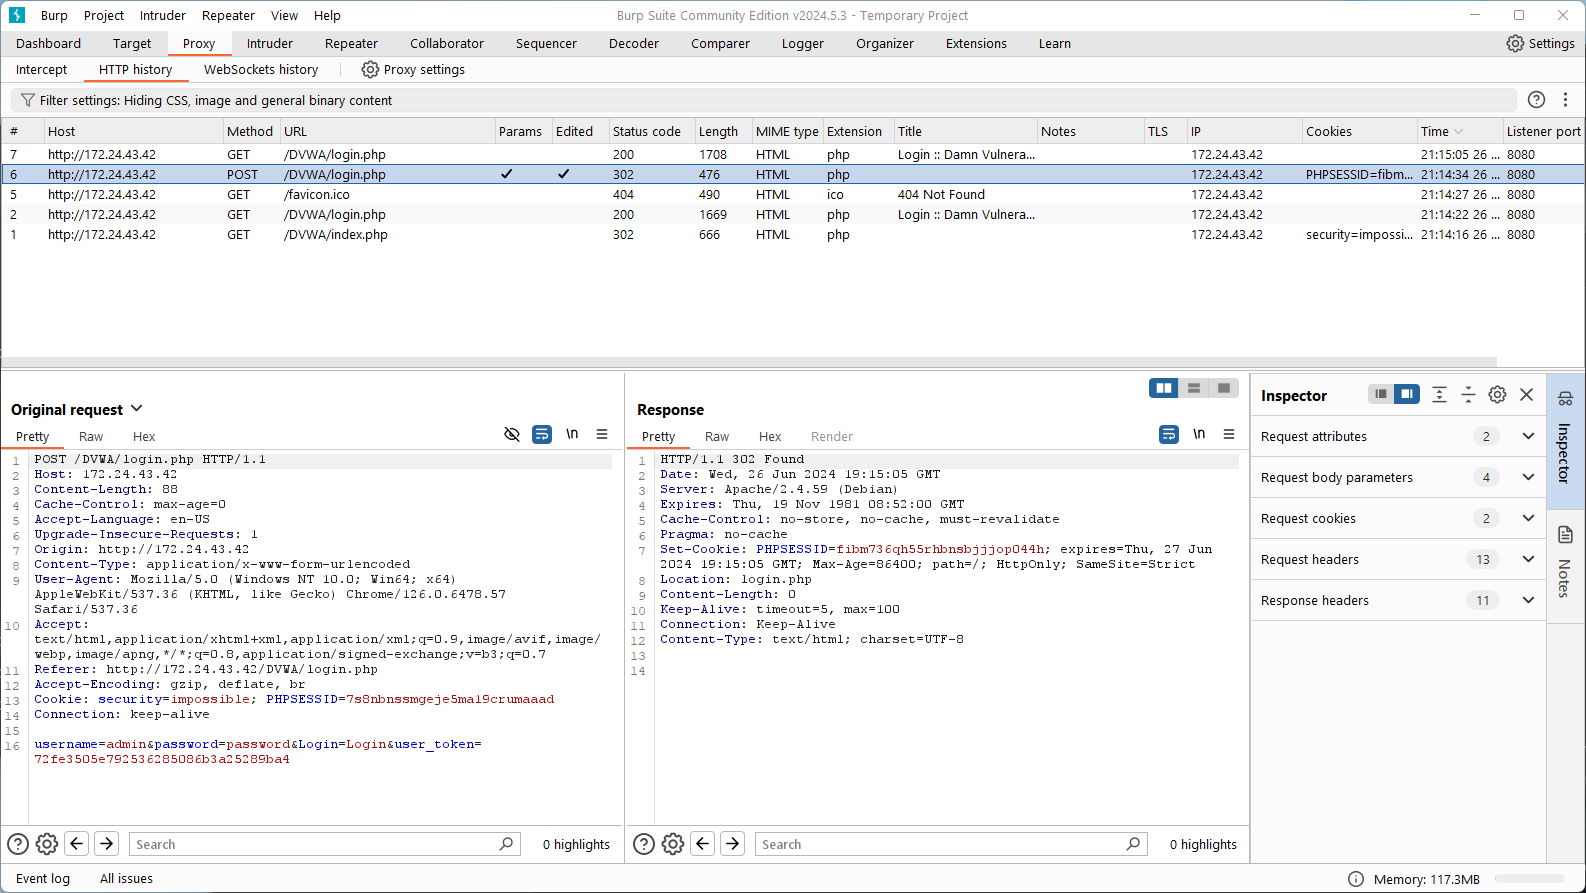 Burp Project Intruder Repeater View Help Burp Suite Community Edition v2024.5.3 - Temporary Project
Dashboard Target Proxy Intruder Repeater Collaborator Sequencer Decoder Comparer Logger Organizer Extensions Learn Settings
Intercept HTTP history WebSockets history Proxy settings
Filter settings: Hiding CSS, image and general binary content
# Host Method URL Params Edited Status code Length MIME type Extension Title Notes TLS IP Cookies Time Listener port
7 http://172.24.43.42 GET /DVWA/login.php 200 1708 HTML php Login :: Damn Vulnera... 172.24.43.42 21:15:05 26 ... 8080
6 http://172.24.43.42 POST /DVWA/login.php ✓ ✓ 302 476 HTML php 172.24.43.42 PHPSESSID=fibm... 21:14:34 26 ... 8080
5 http://172.24.43.42 GET /favicon.ico 404 490 HTML ico 404 Not Found 172.24.43.42 21:14:27 26 ... 8080
2 http://172.24.43.42 GET /DVWA/login.php 200 1669 HTML php Login :: Damn Vulnera... 172.24.43.42 21:14:22 26 ... 8080
1 http://172.24.43.42 GET /DVWA/index.php 302 666 HTML php 172.24.43.42 security=impossi... 21:14:16 26 ... 8080
Original request
Pretty Raw Hex \n
1 POST /DVWA/login.php HTTP/1.1
2 Host: 172.24.43.42
3 Content-Length: 88
4 Cache-Control: max-age=0
5 Accept-Language: en-US
6 Upgrade-Insecure-Requests: 1
7 Origin: http://172.24.43.42
8 Content-Type: application/x-www-form-urlencoded
9 User-Agent: Mozilla/5.0 (Windows NT 10.0; Win64; x64)
AppleWebKit/537.36 (KHTML, like Gecko) Chrome/126.0.6478.57
Safari/537.36
10 Accept:
text/html,application/xhtml+xml,application/xml;q=0.9,image/avif,image/
webp,image/apng,*/*;q=0.8,application/signed-exchange;v=b3;q=0.7
11 Referer: http://172.24.43.42/DVWA/login.php
12 Accept-Encoding: gzip, deflate, br
13 Cookie: security=impossible; PHPSESSID=7s8nbnssmgeje5ma19crumaaad
14 Connection: keep-alive
15
16 username=admin&password=password&Login=Login&user_token=
72fe3505e792536285086b3a25289ba4
Search 0 highlights
Response
Pretty Raw Hex Render \n
1 HTTP/1.1 302 Found
2 Date: Wed, 26 Jun 2024 19:15:05 GMT
3 Server: Apache/2.4.59 (Debian)
4 Expires: Thu, 19 Nov 1981 08:52:00 GMT
5 Cache-Control: no-store, no-cache, must-revalidate
6 Pragma: no-cache
7 Set-Cookie: PHPSESSID=fibm736qh55rhbnsbjjjop044h; expires=Thu, 27 Jun
2024 19:15:05 GMT; Max-Age=86400; path=/; HttpOnly; SameSite=Strict
8 Location: login.php
9 Content-Length: 0
10 Keep-Alive: timeout=5, max=100
11 Connection: Keep-Alive
12 Content-Type: text/html; charset=UTF-8
13
14
Search 0 highlights
Inspector
Request attributes 2
Request body parameters 4
Request cookies 2
Request headers 13
Response headers 11
Inspector
Notes
Event log All issues Memory: 117.3MB